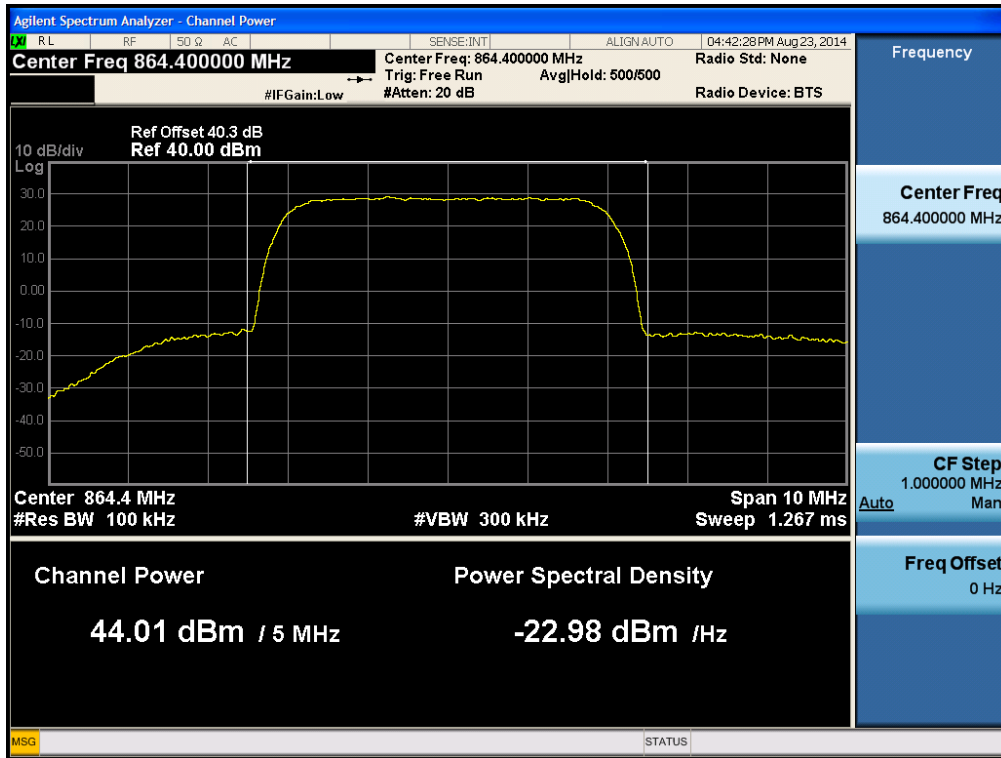 Agilent Spectrum Analyzer - Channel Power
LXI RL RF 50 Ω AC SENSE:INT ALIGN AUTO 04:42:28 PM Aug 23, 2014
Center Freq 864.400000 MHz
Center Freq: 864.400000 MHz
Radio Std: None
Trig: Free Run Avg|Hold: 500/500
#IFGain:Low
#Atten: 20 dB
Radio Device: BTS
Ref Offset 40.3 dB
10 dB/div Ref 40.00 dBm
Log
30.0
20.0
10.0
0.00
-10.0
-20.0
-30.0
-40.0
-50.0
Center 864.4 MHz Span 10 MHz
#Res BW 100 kHz #VBW 300 kHz Sweep 1.267 ms
Channel Power Power Spectral Density
44.01 dBm / 5 MHz -22.98 dBm /Hz
Frequency
Center Freq
864.400000 MHz
CF Step
1.000000 MHz
Auto Man
Freq Offset
0 Hz
MSG STATUS